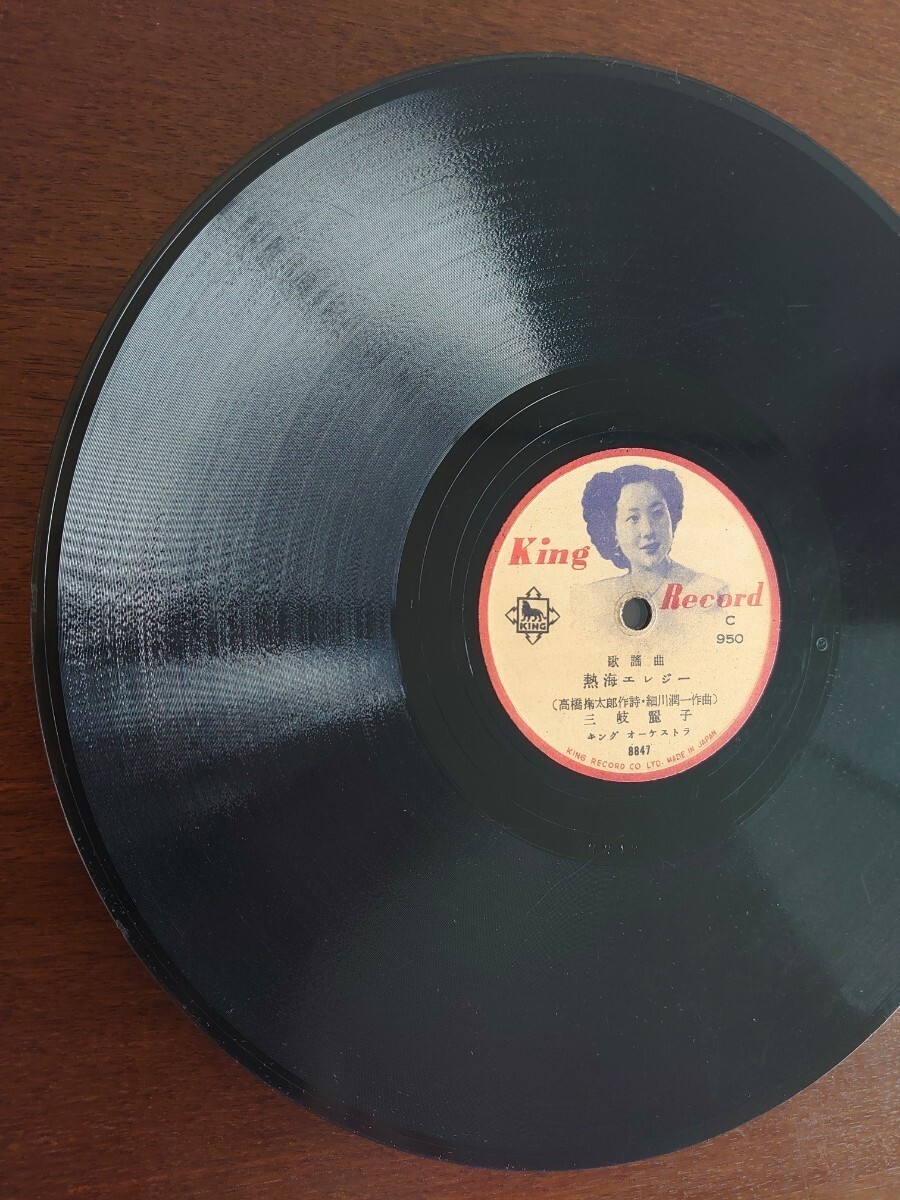 King
Record
KING
C
950
歌謡曲
熱海エレジー
(高橋掬太郎作詩・細川潤一作曲)
三岐麗子
キング オーケストラ
8847
KING RECORD CO LTD. MADE IN JAPAN